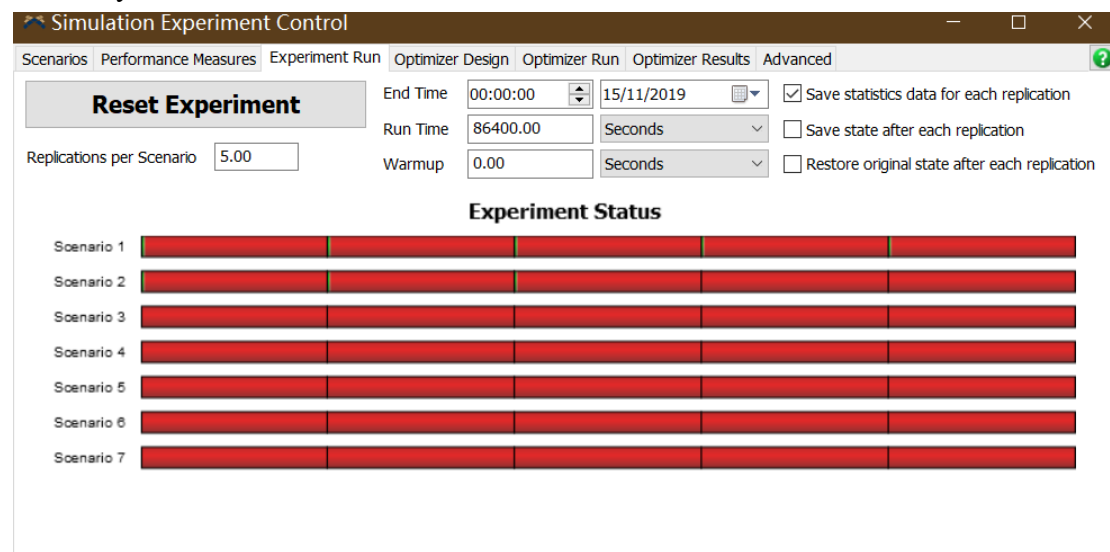 Simulation Experiment Control
Scenarios Performance Measures Experiment Run Optimizer Design Optimizer Run Optimizer Results Advanced
Reset Experiment
Replications per Scenario 5.00
End Time 00:00:00 15/11/2019
Run Time 86400.00 Seconds
Warmup 0.00 Seconds
Save statistics data for each replication
Save state after each replication
Restore original state after each replication
Experiment Status
Scenario 1
Scenario 2
Scenario 3
Scenario 4
Scenario 5
Scenario 6
Scenario 7